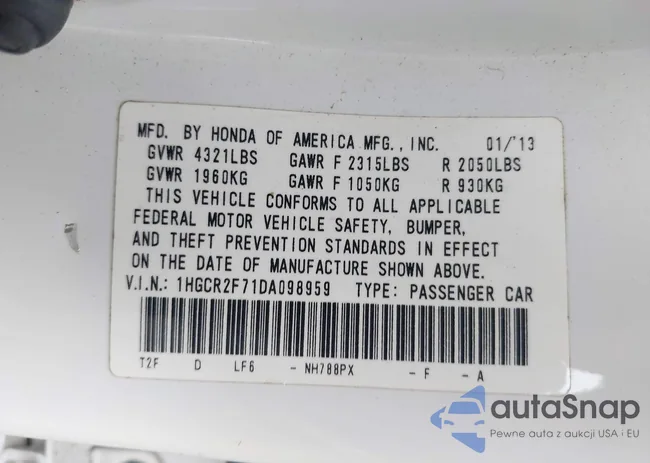 MFD. BY HONDA OF AMERICA MFG., INC. 01/'13
GVWR 4321LBS GAWR F 2315LBS R 2050LBS
GVWR 1960KG GAWR F 1050KG R 930KG
THIS VEHICLE CONFORMS TO ALL APPLICABLE
FEDERAL MOTOR VEHICLE SAFETY, BUMPER,
AND THEFT PREVENTION STANDARDS IN EFFECT
ON THE DATE OF MANUFACTURE SHOWN ABOVE.
V.I.N.: 1HGCR2F71DA098959 TYPE: PASSENGER CAR
T2F D LF6 - NH788PX - F - A
autaSnap
Pewne auta z aukcji USA i EU